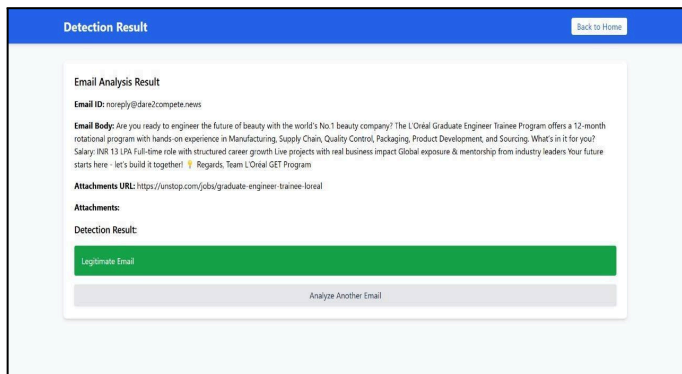 Detection Result
Back to Home
Email Analysis Result
Email ID: noreply@dare2compete.news
Email Body: Are you ready to engineer the future of beauty with the world's No.1 beauty company? The L'Oréal Graduate Engineer Trainee Program offers a 12-month
rotational program with hands-on experience in Manufacturing, Supply Chain, Quality Control, Packaging, Product Development, and Sourcing. What's in it for you?
Salary: INR 13 LPA Full-time role with structured career growth Live projects with real business impact Global exposure & mentorship from industry leaders Your future
starts here - let's build it together! 💡 Regards, Team L'Oréal GET Program
Attachments URL: https://unstop.com/jobs/graduate-engineer-trainee-loreal
Attachments:
Detection Result:
Legitimate Email
Analyze Another Email